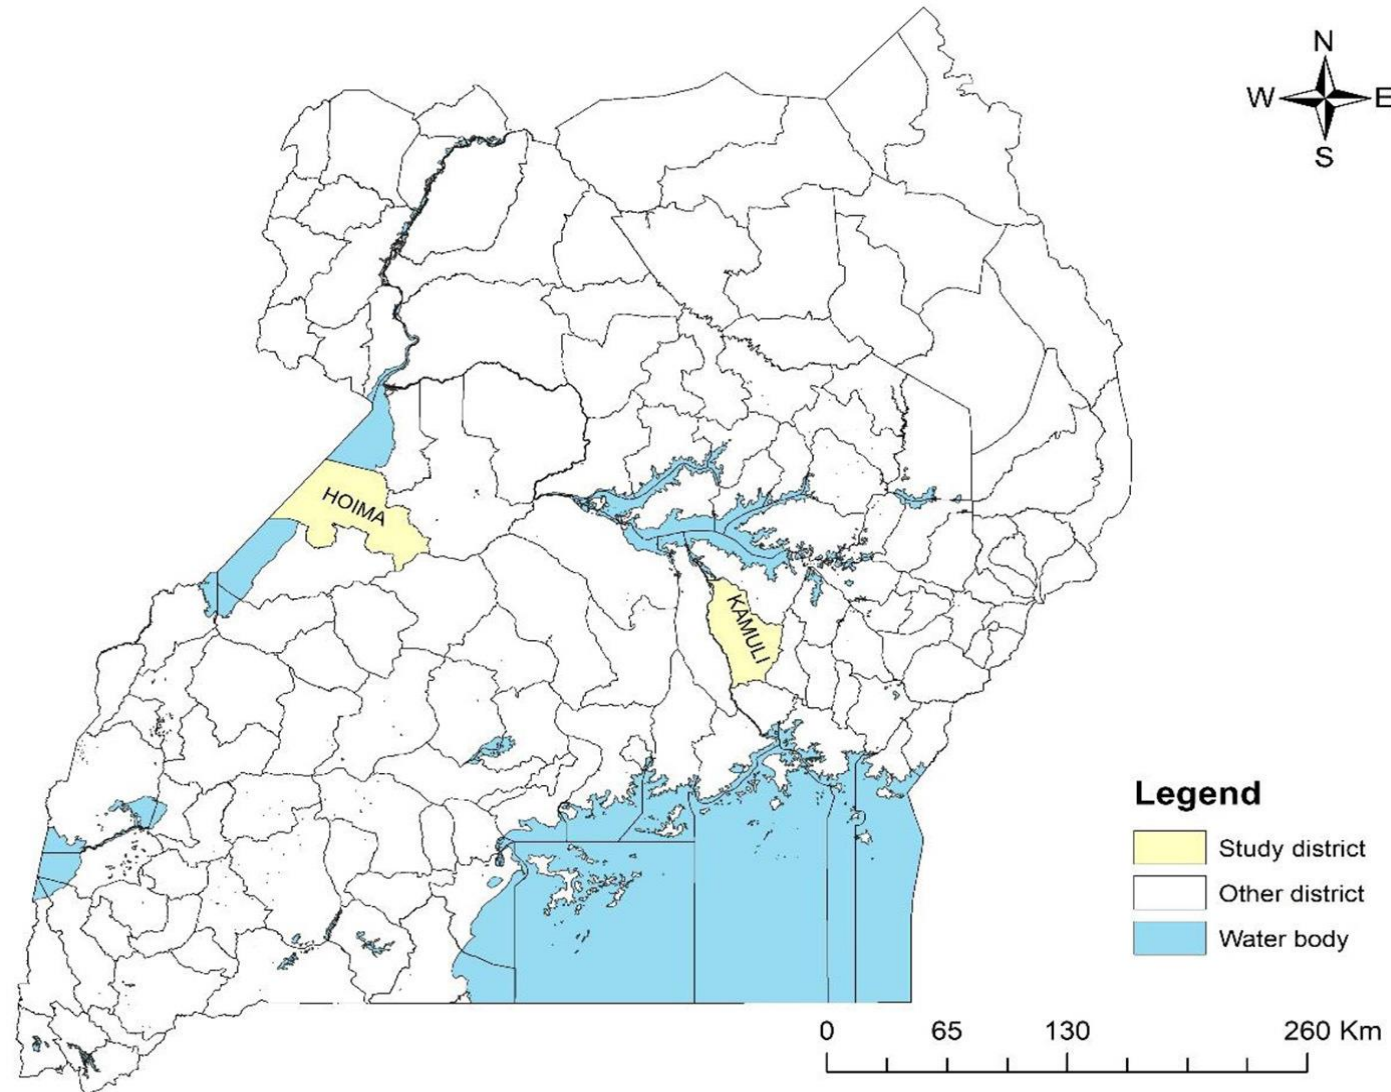 N
W E
S
HOIMA
KAMULI
Legend
Study district
Other district
Water body
0 65 130 260 Km